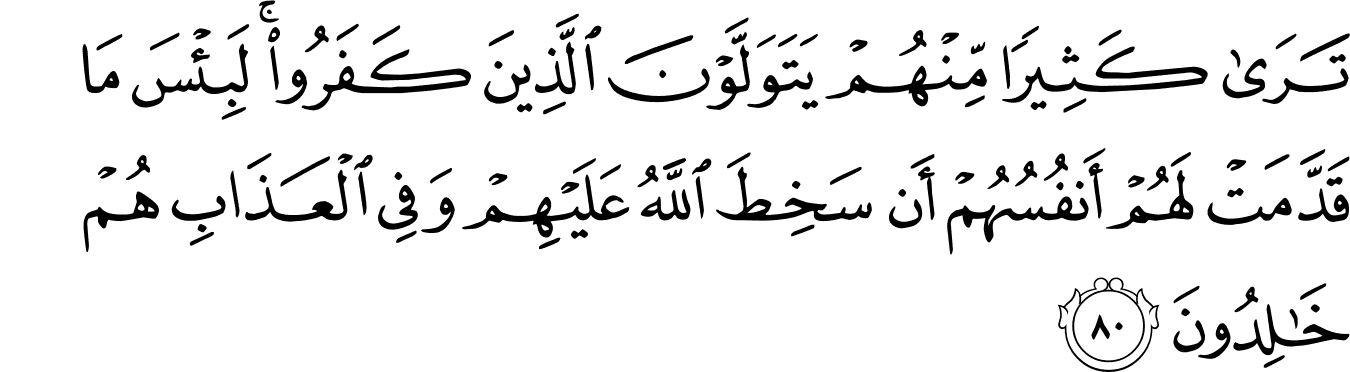 تَرَىٰ كَثِيرًا مِّنْهُمْ يَتَوَلَّوْنَ ٱلَّذِينَ كَفَرُوا۟ ۚ لَبِئْسَ مَا
قَدَّمَتْ لَهُمْ أَنفُسُهُمْ أَن سَخِطَ ٱللَّهُ عَلَيْهِمْ وَفِى ٱلْعَذَابِ هُمْ
خَـٰلِدُونَ ٨٠